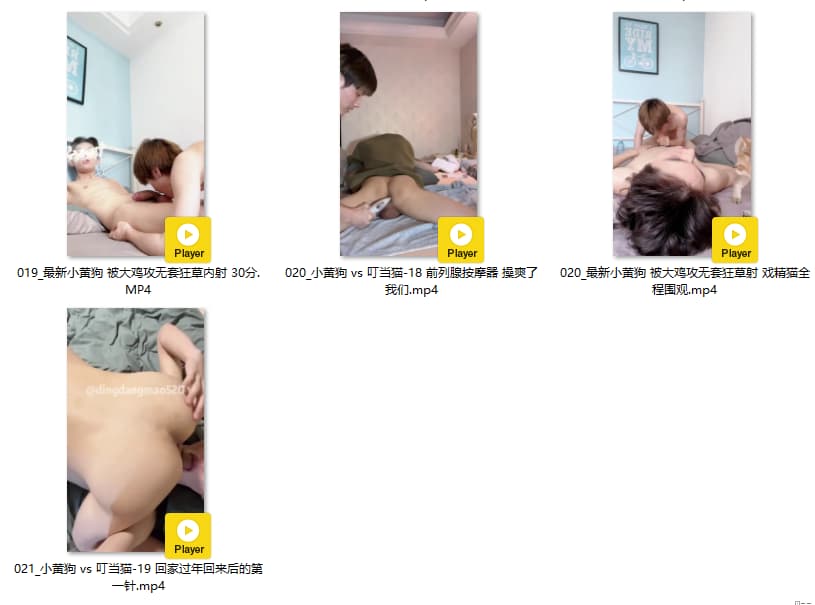 Player
Player
Player
019_最新小黄狗 被大鸡攻无套狂草内射 30分.
MP4
020_小黄狗 vs 叮当猫-18 前列腺按摩器 操爽了
我们.mp4
020_最新小黄狗 被大鸡攻无套狂草射 戏精猫全
程围观.mp4
@dingdangmao520
Player
021_小黄狗 vs 叮当猫-19 回家过年回来后的第
一针.mp4